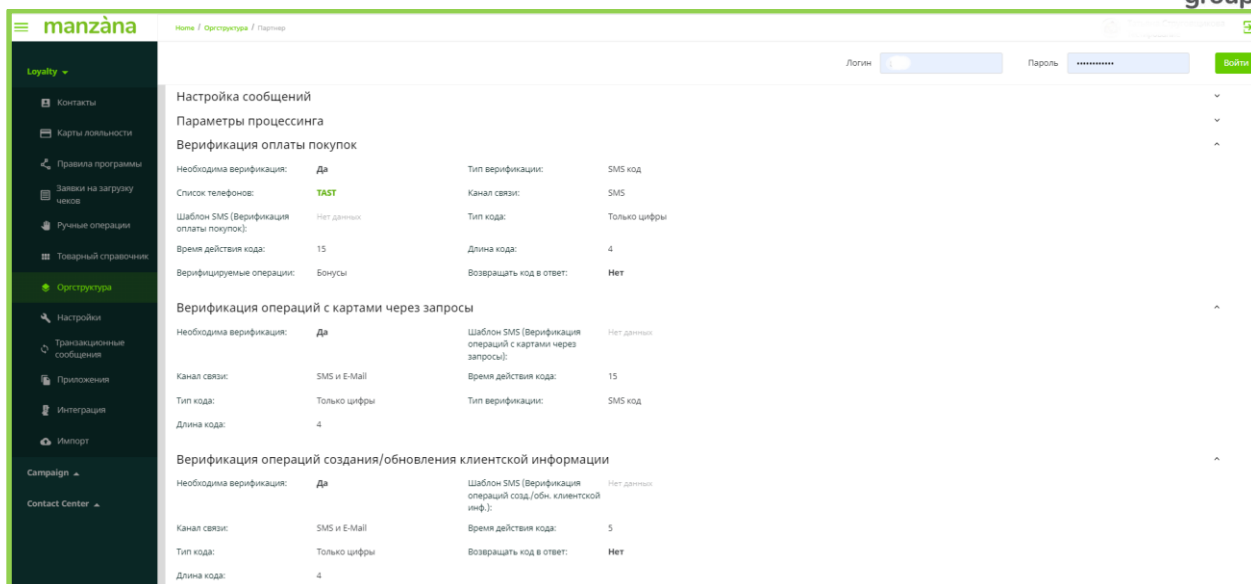 group
manzàna
Home / Оргструктура / Партнер
Логин
Пароль ••••••••••••
Войти
Loyalty
Контакты
Карты лояльности
Правила программы
Заявки на загрузку
чеков
Ручные операции
Товарный справочник
Оргструктура
Настройки
Транзакционные
сообщения
Приложения
Интеграция
Импорт
Campaign
Contact Center
Настройка сообщений
Параметры процессинга
Верификация оплаты покупок
Необходима верификация: Да Тип верификации: SMS код
Список телефонов: TAST Канал связи: SMS
Шаблон SMS (Верификация
оплаты покупок): Нет данных Тип кода: Только цифры
Время действия кода: 15 Длина кода: 4
Верифицируемые операции: Бонусы Возвращать код в ответ: Нет
Верификация операций с картами через запросы
Необходима верификация: Да Шаблон SMS (Верификация
операций с картами через
запросы): Нет данных
Канал связи: SMS и E-Mail Время действия кода: 15
Тип кода: Только цифры Тип верификации: SMS код
Длина кода: 4
Верификация операций создания/обновления клиентской информации
Необходима верификация: Да Шаблон SMS (Верификация
операций созд./обн. клиентской
инф.): Нет данных
Канал связи: SMS и E-Mail Время действия кода: 5
Тип кода: Только цифры Возвращать код в ответ: Нет
Длина кода: 4